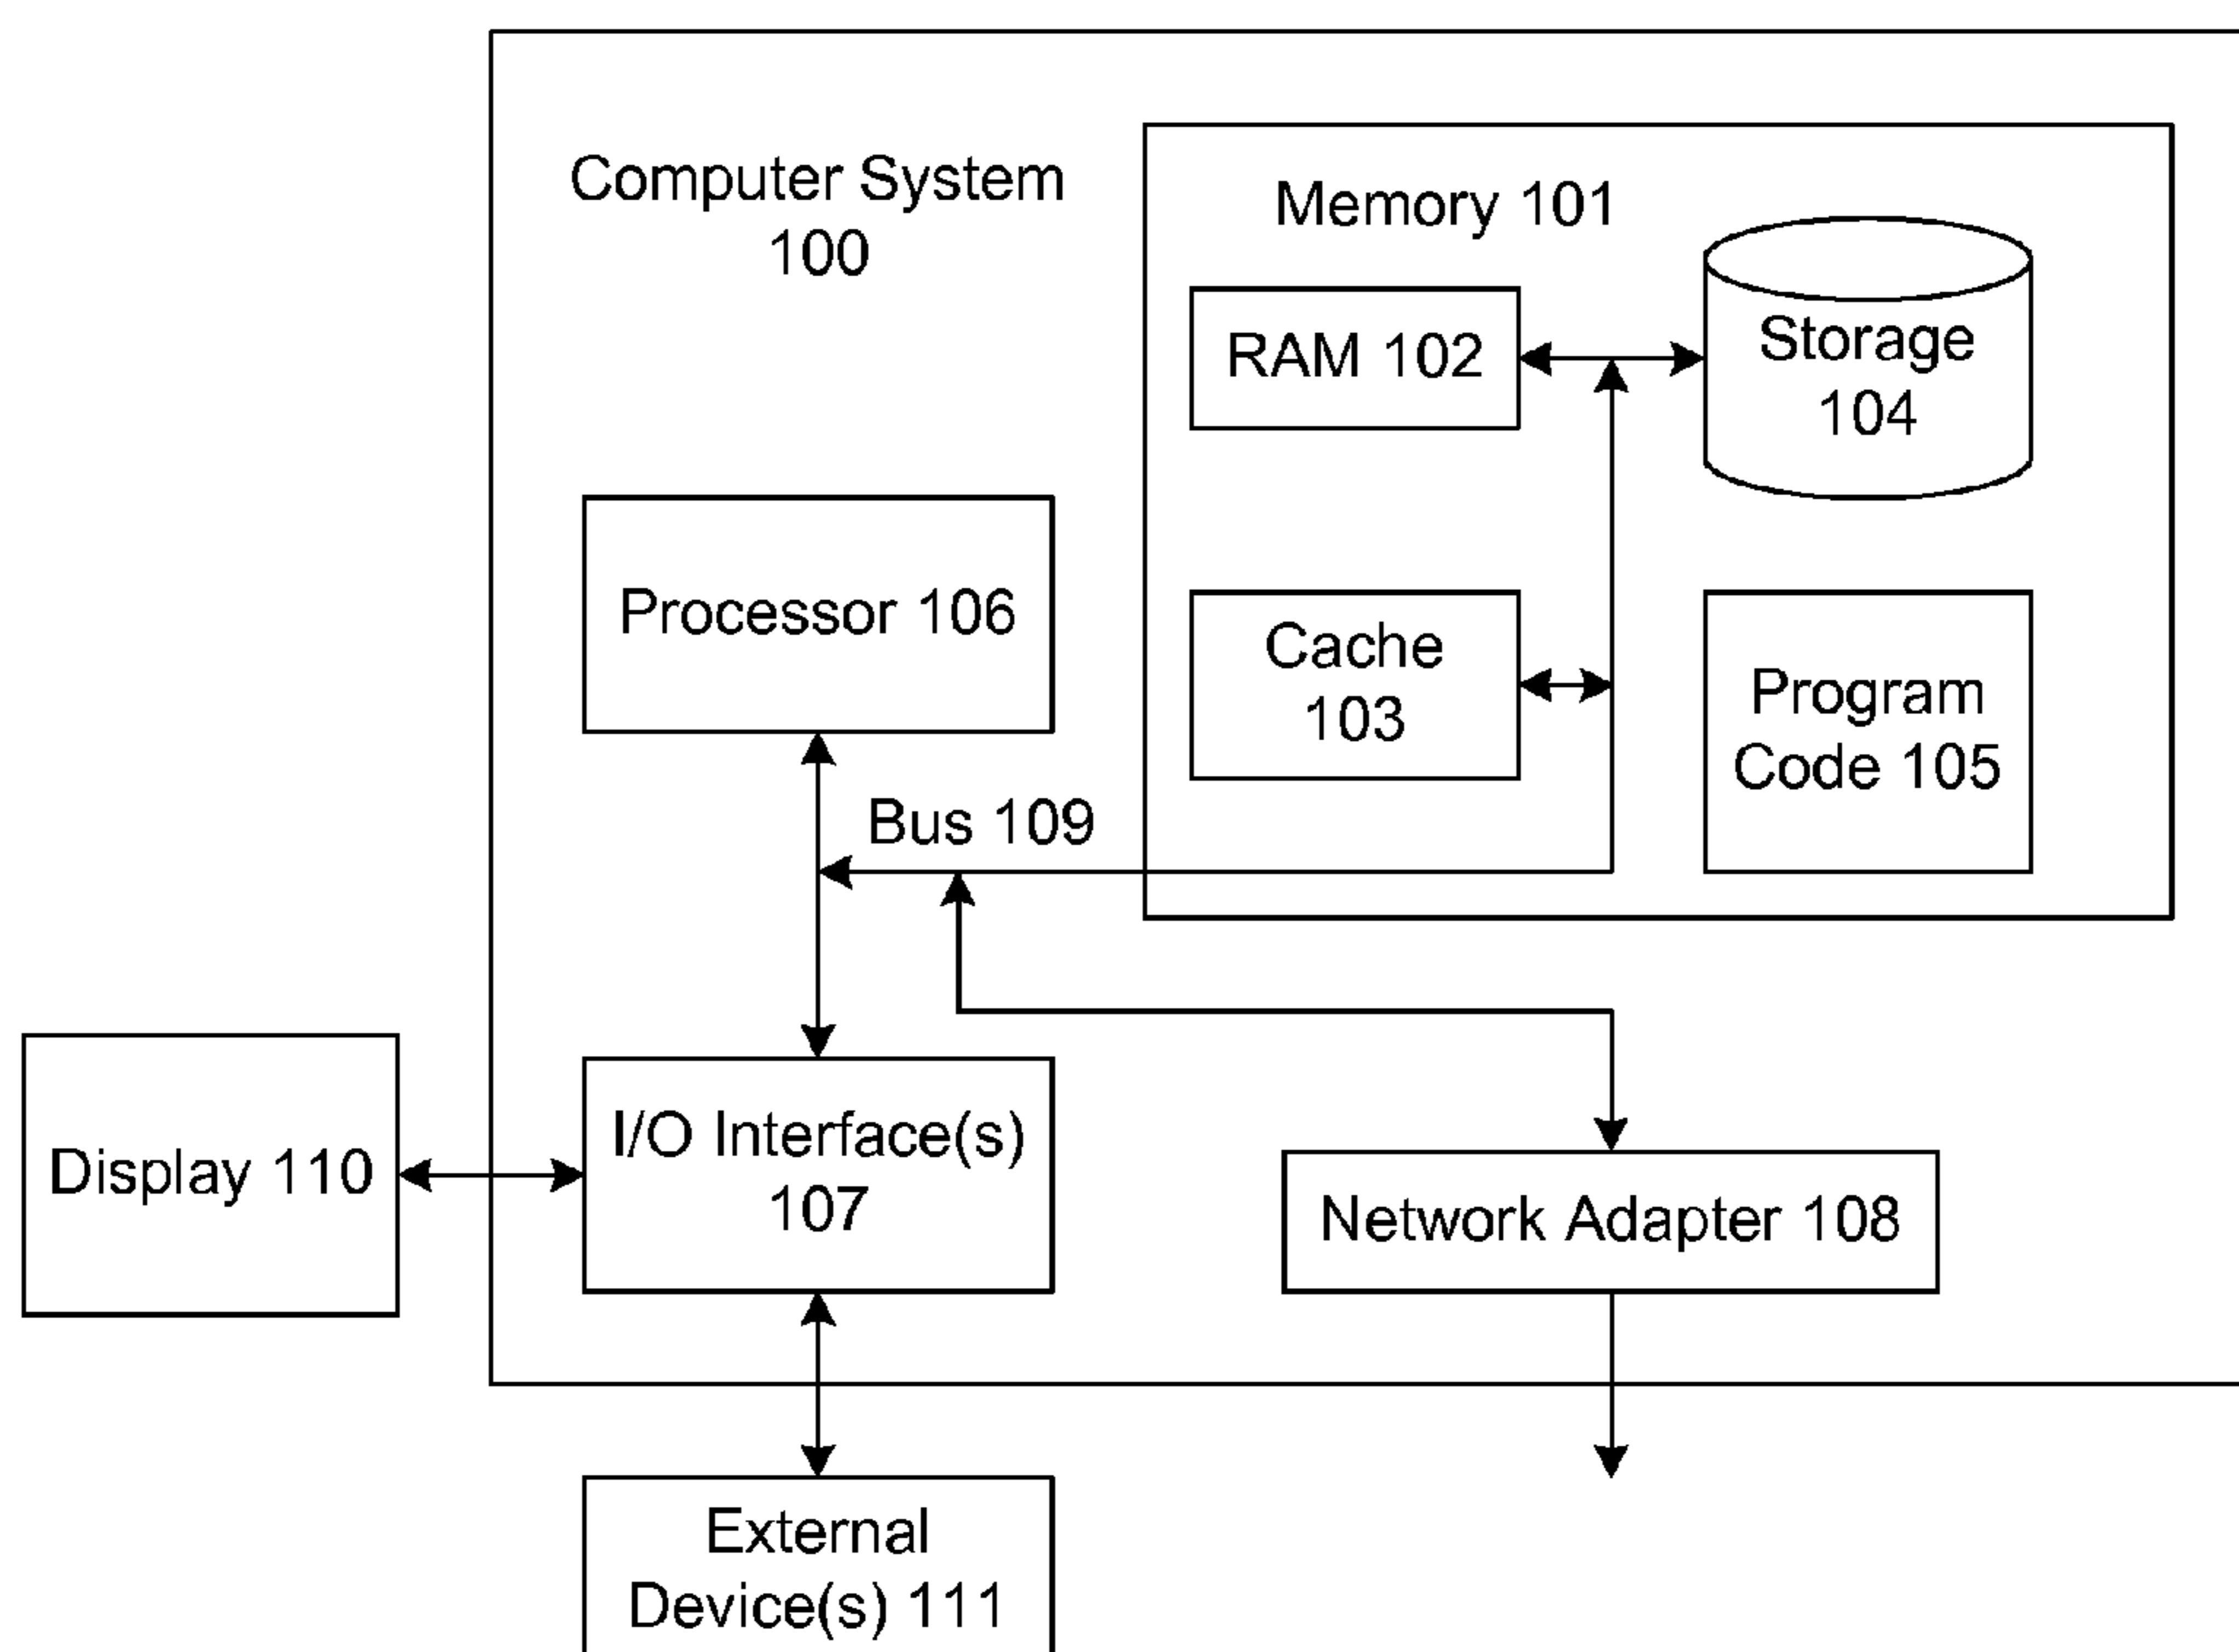 Computer System
100
Memory 101
RAM 102
Storage
104
Processor 106
Cache
103
Program
Code 105
Bus 109
Display 110
I/O Interface(s)
107
Network Adapter 108
External
Device(s) 111